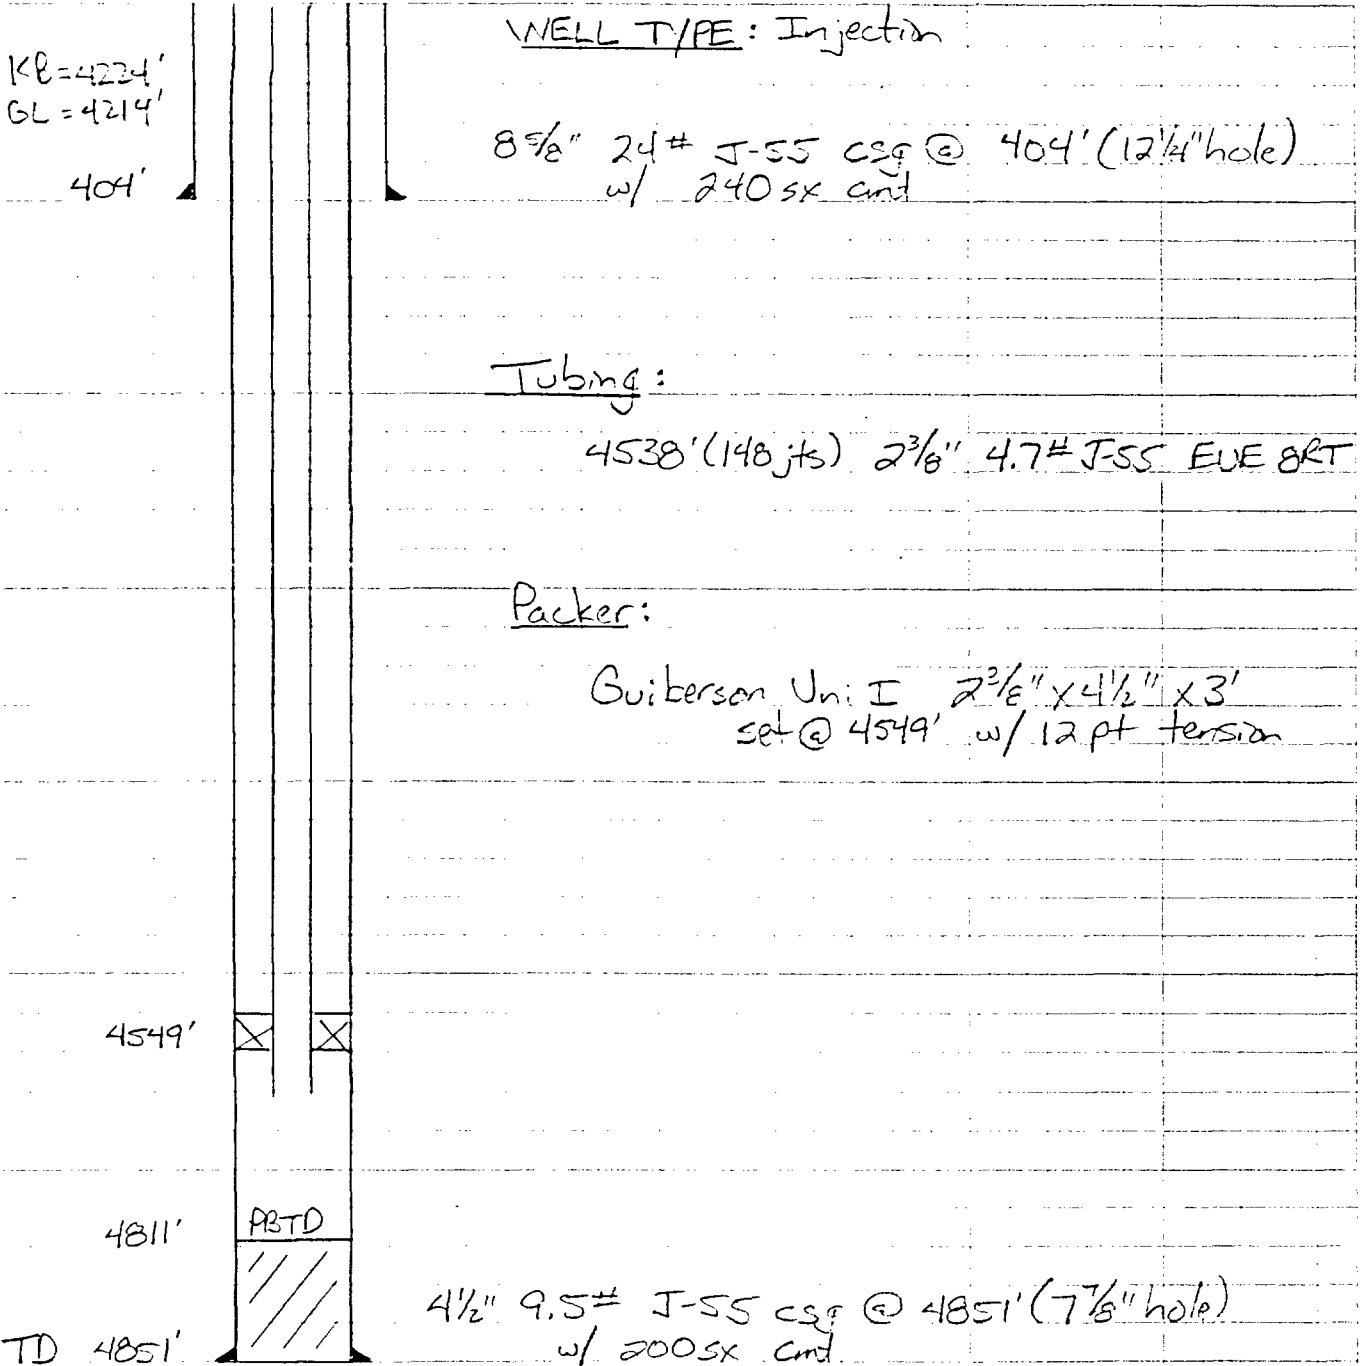 WELL TYPE: Injection
KB=4224'
GL=4214'
8 5/8" 24# J-55 csg @ 404' (12 1/4" hole)
w/ 240 sx cmt
404'
Tubing:
4538' (148 jts) 2 3/8" 4.7# J-55 EUE 8RT
Packer:
Guiberson Uni I 2 3/8" x 4 1/2" x 3'
set @ 4549' w/ 12 pt tension
4549'
4811'
PBTD
4 1/2" 9.5# J-55 csg @ 4851' (7 7/8" hole)
w/ 200 sx cmt
TD 4851'